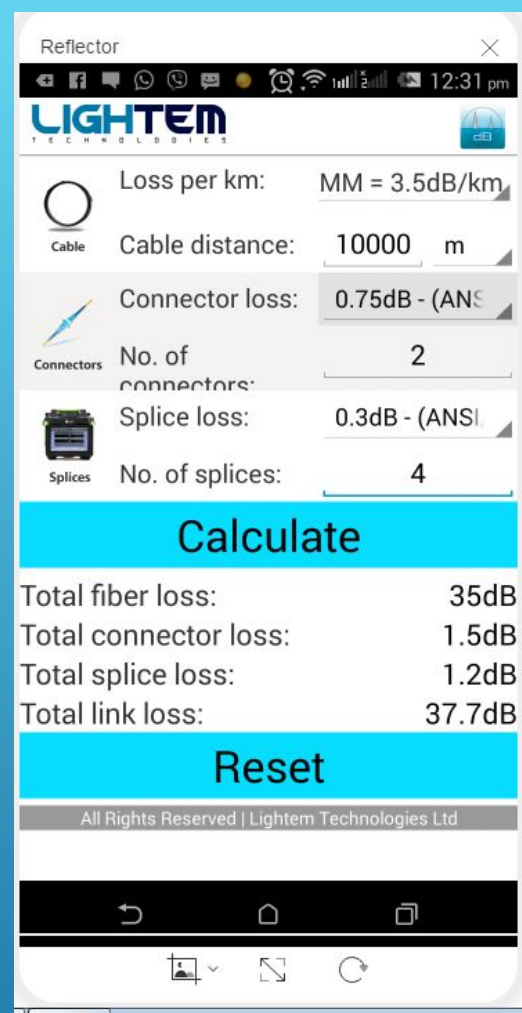 Reflector
12:31 pm
LIGHTEM
TECHNOLOGIES
dB
Loss per km: MM = 3.5dB/km
Cable
Cable distance: 10000 m
Connector loss: 0.75dB - (ANS
Connectors
No. of connectors: 2
Splice loss: 0.3dB - (ANSI
Splices
No. of splices: 4
Calculate
Total fiber loss: 35dB
Total connector loss: 1.5dB
Total splice loss: 1.2dB
Total link loss: 37.7dB
Reset
All Rights Reserved | Lightem Technologies Ltd